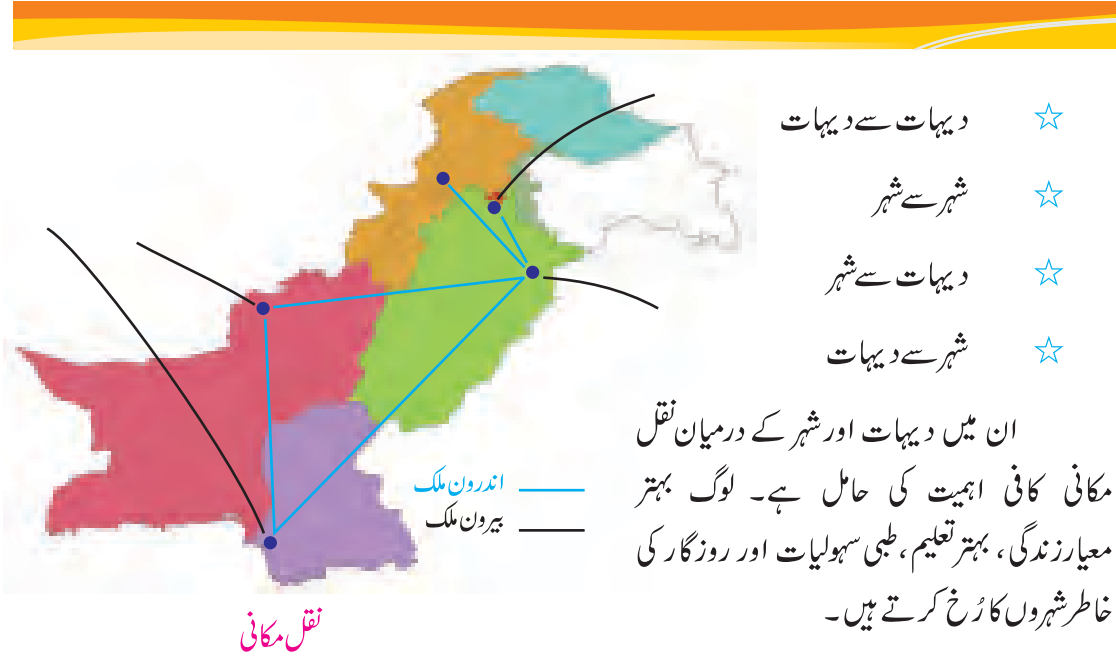 ☆ دیہات سے دیہات
☆ شہر سے شہر
☆ دیہات سے شہر
☆ شہر سے دیہات
ان میں دیہات اور شہر کے درمیان نقل
مکانی کافی اہمیت کی حامل ہے۔ لوگ بہتر
معیارزندگی، بہتر تعلیم، طبی سہولیات اور روزگار کی
خاطر شہروں کا رُخ کرتے ہیں۔
اندرون ملک
بیرون ملک
نقل مکانی